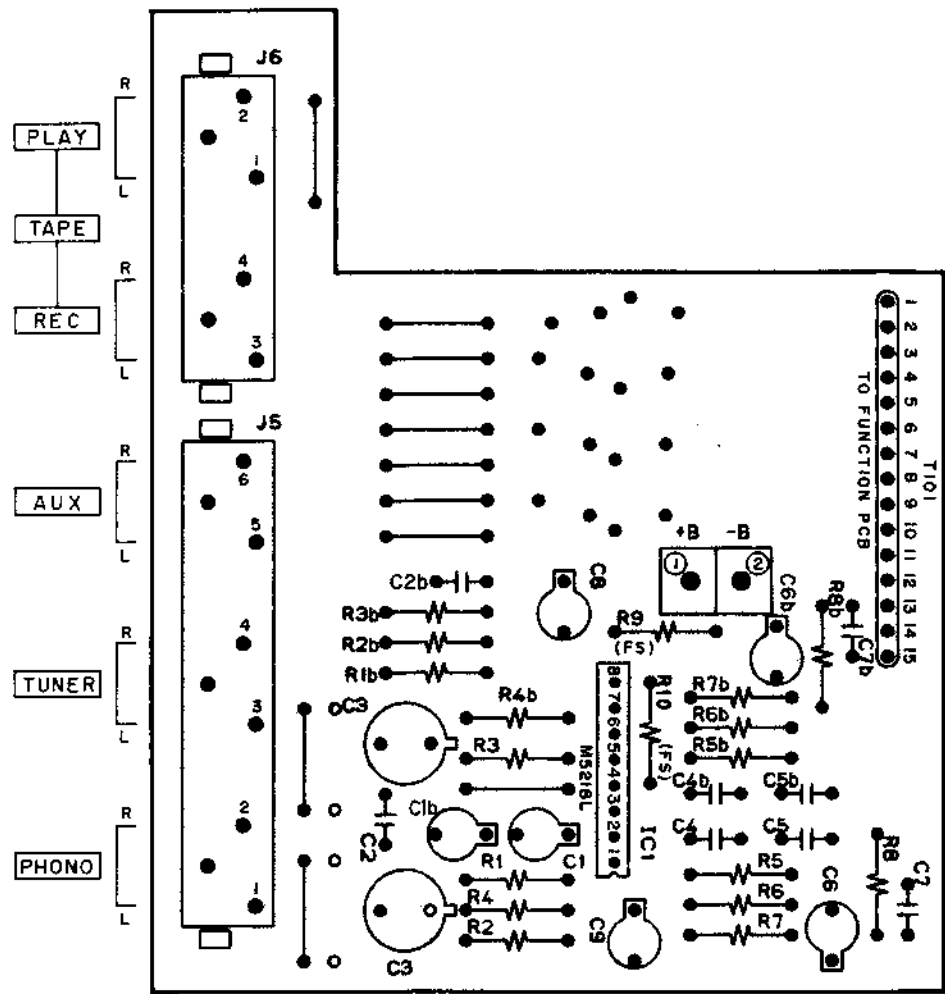 J6
R
PLAY
L
2
1
TAPE
R
REC
L
4
3
J5
R
AUX
L
6
5
R
TUNER
L
4
3
R
PHONO
L
2
1
1
2
3
4
5
6
7
8
9
10
11
12
13
14
15
TO FUNCTION PCB
T101
+B
-B
1
2
C2b
R3b
R2b
R1b
C8
R9
(FS)
C6b
R8b
C7b
C3
R4b
R3
8
7
6
5
4
3
2
1
M5218L
IC1
R10
(FS)
R7b
R6b
R5b
C4b
C5b
C4
C5
C2
C1b
R1
C1
R4
R2
C3
C9
R5
R6
R7
C6
R8
C7